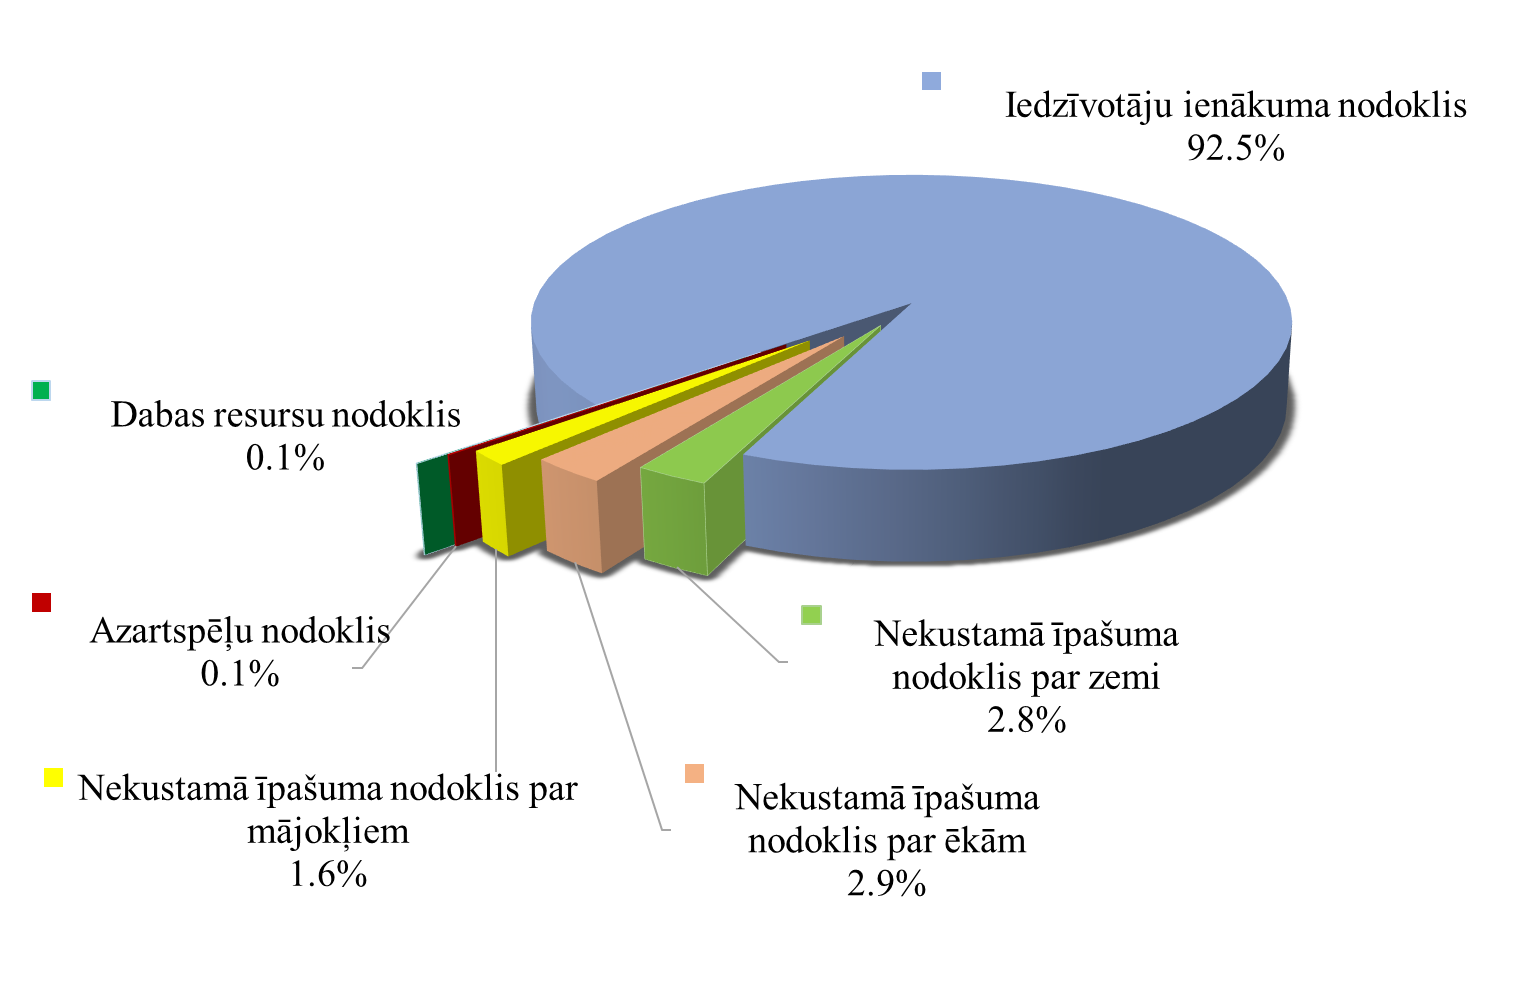 Iedzīvotāju ienākuma nodoklis
92.5%
Dabas resursu nodoklis
0.1%
Azartspēļu nodoklis
0.1%
Nekustamā īpašuma
nodoklis par zemi
2.8%
Nekustamā īpašuma nodoklis par
mājokļiem
1.6%
Nekustamā īpašuma
nodoklis par ēkām
2.9%